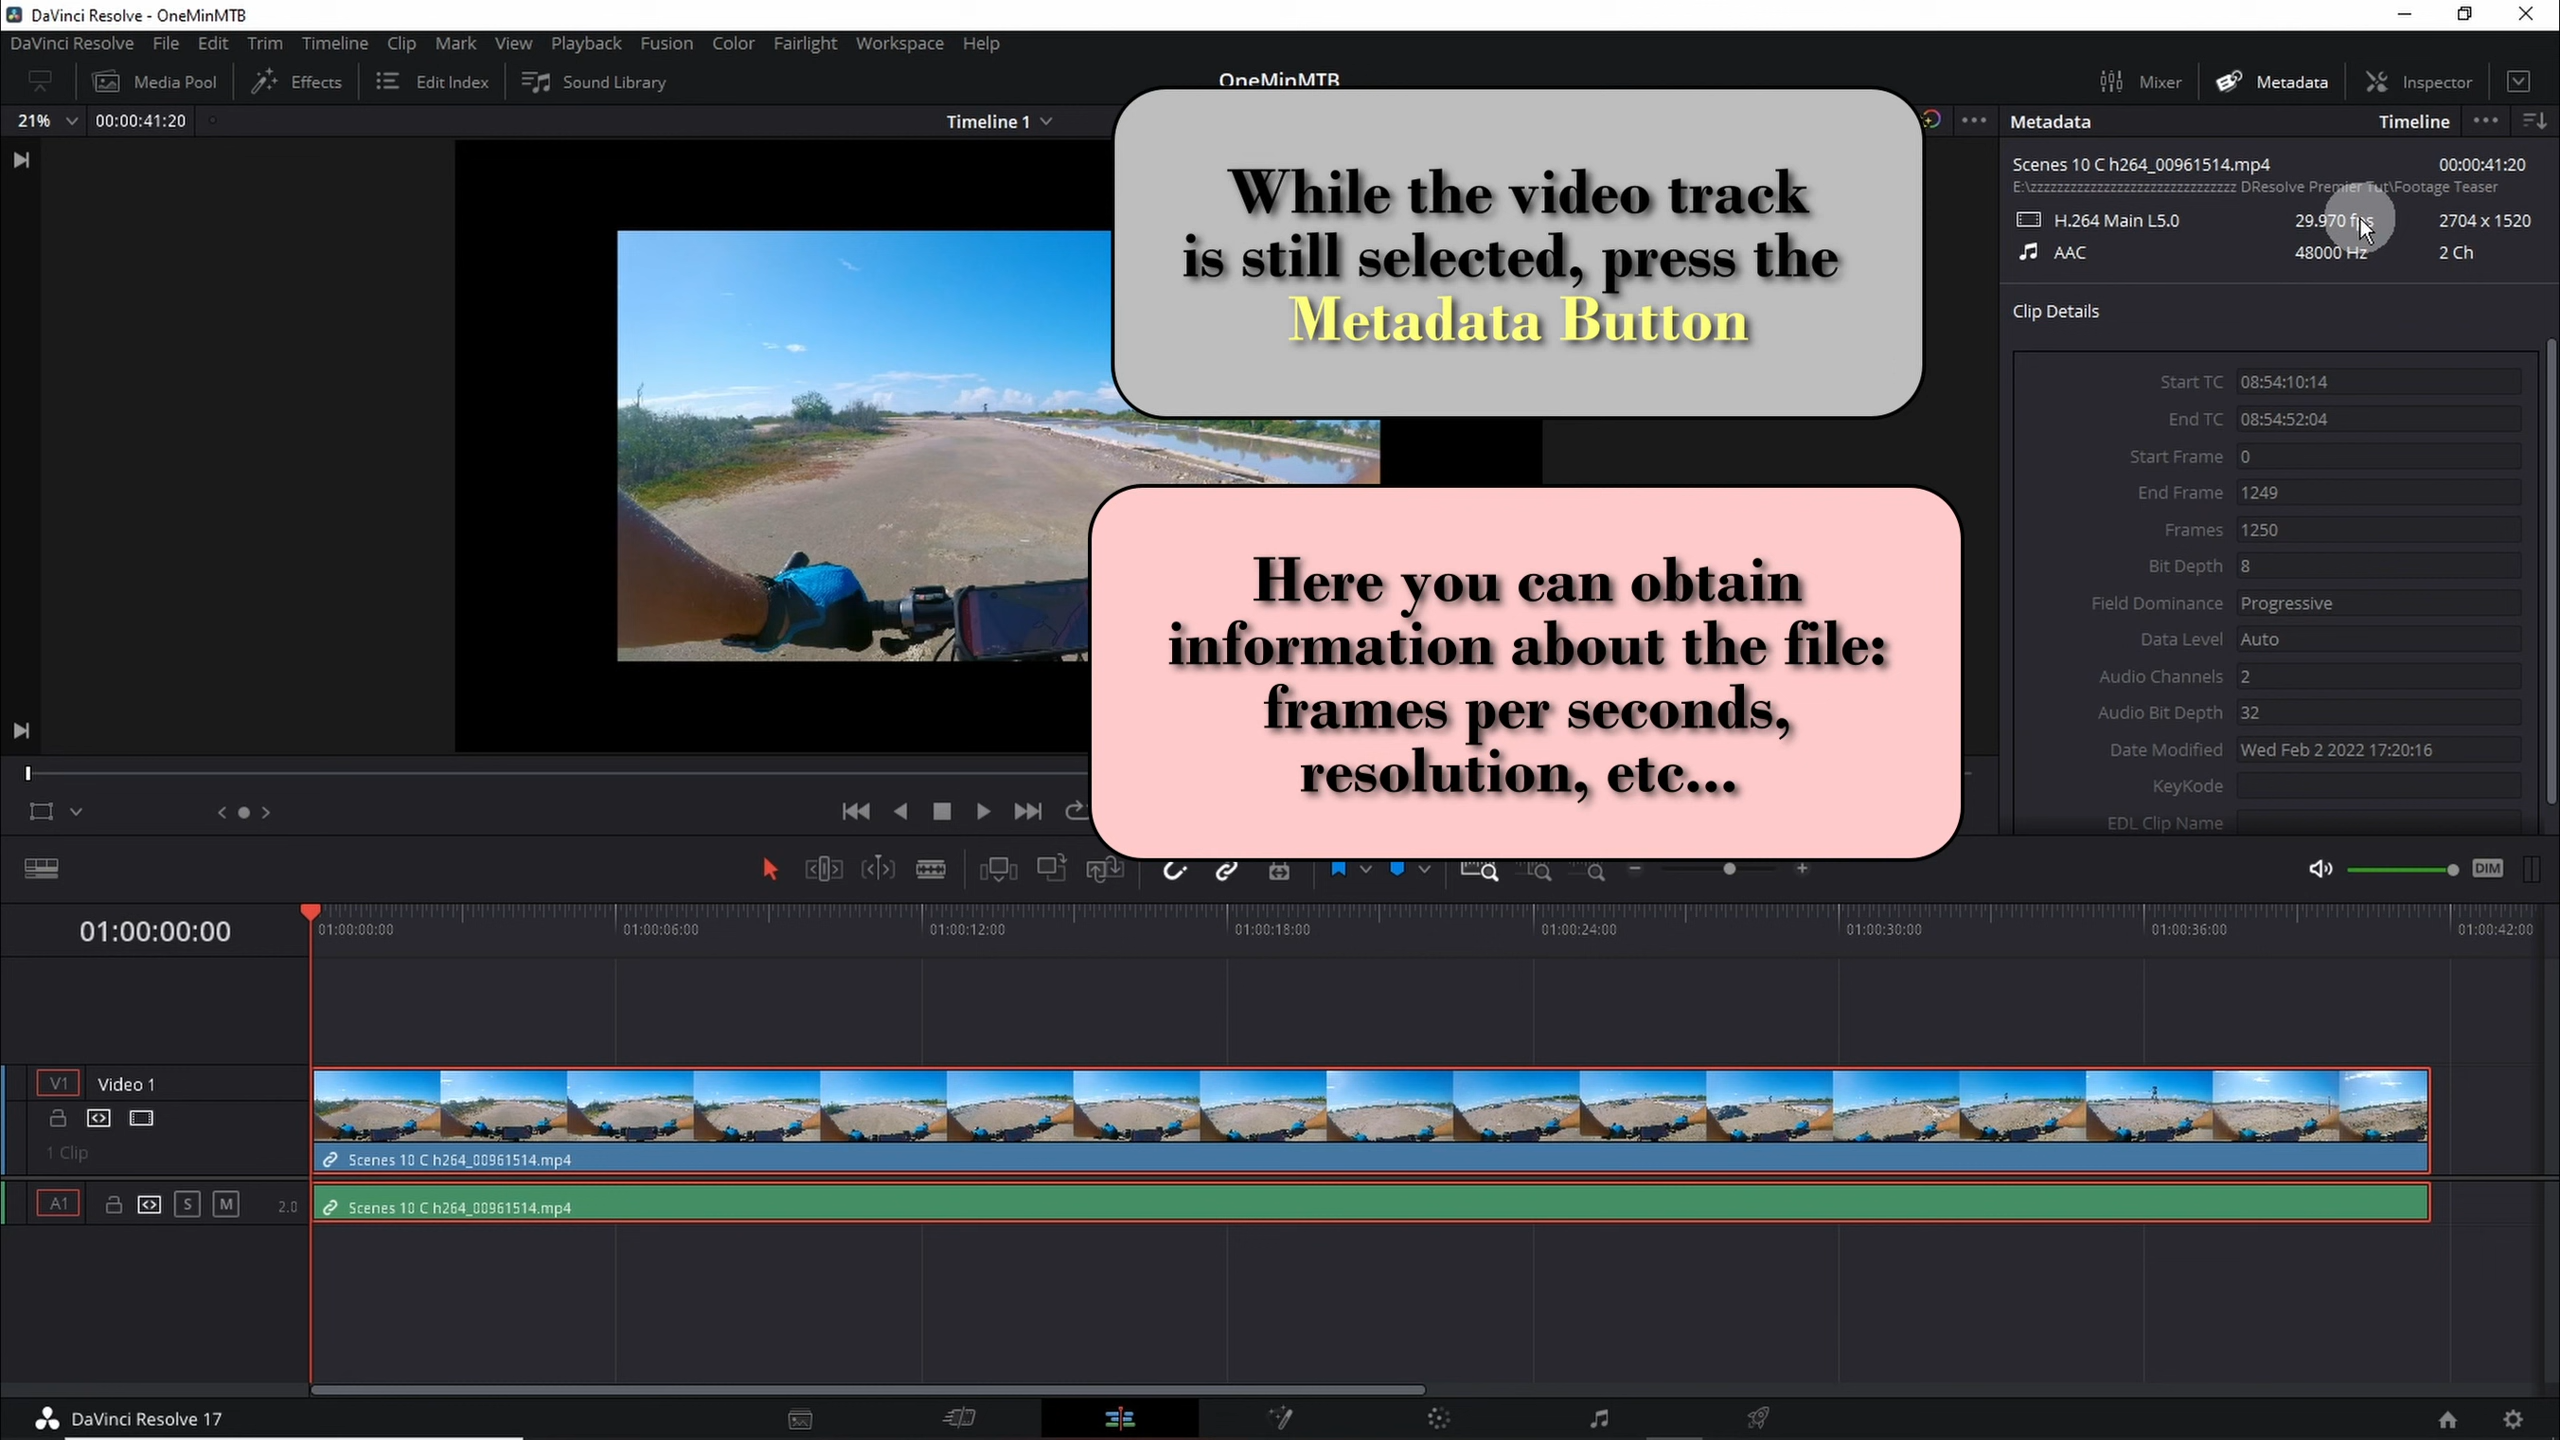 DaVinci Resolve - OneMinMTB
DaVinci Resolve File Edit Trim Timeline Clip Mark View Playback Fusion Color Fairlight Workspace Help
Media Pool Effects Edit Index Sound Library OneMinMTB Mixer Metadata Inspector
21% 00:00:41:20 Timeline 1 Metadata Timeline
While the video track
is still selected, press the
Metadata Button
Here you can obtain
information about the file:
frames per seconds,
resolution, etc...
Scenes 10 C h264_00961514.mp4 00:00:41:20
DResolve Premier Tut\Footage Teaser
H.264 Main L5.0 29.970 fps 2704 x 1520
AAC 48000 Hz 2 Ch
Clip Details
Start TC 08:54:10:14
End TC 08:54:52:04
Start Frame 0
End Frame 1249
Frames 1250
Bit Depth 8
Field Dominance Progressive
Data Level Auto
Audio Channels 2
Audio Bit Depth 32
Date Modified Wed Feb 2 2022 17:20:16
KeyKode
EDL Clip Name
DIM
01:00:00:00 01:00:00:00 01:00:06:00 01:00:12:00 01:00:18:00 01:00:24:00 01:00:30:00 01:00:36:00 01:00:42:00
V1 Video 1
1 Clip
Scenes 10 C h264_00961514.mp4
A1 S M 2.0 Scenes 10 C h264_00961514.mp4
DaVinci Resolve 17